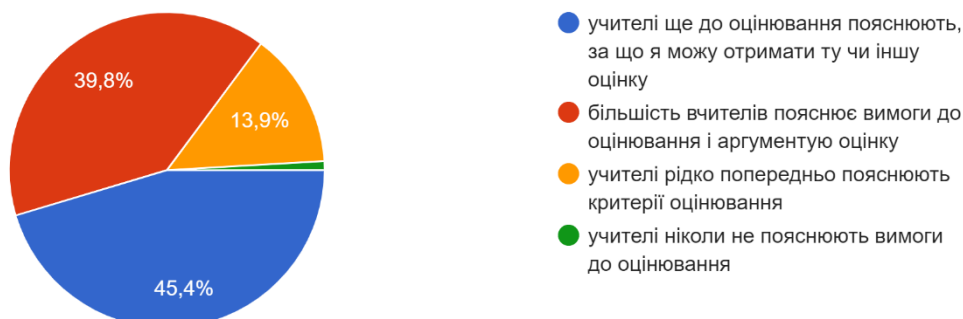 39,8%
13,9%
45,4%
учителі ще до оцінювання пояснюють,
за що я можу отримати ту чи іншу
оцінку
більшість вчителів пояснює вимоги до
оцінювання і аргументую оцінку
учителі рідко попередньо пояснюють
критерії оцінювання
учителі ніколи не пояснюють вимоги
до оцінювання